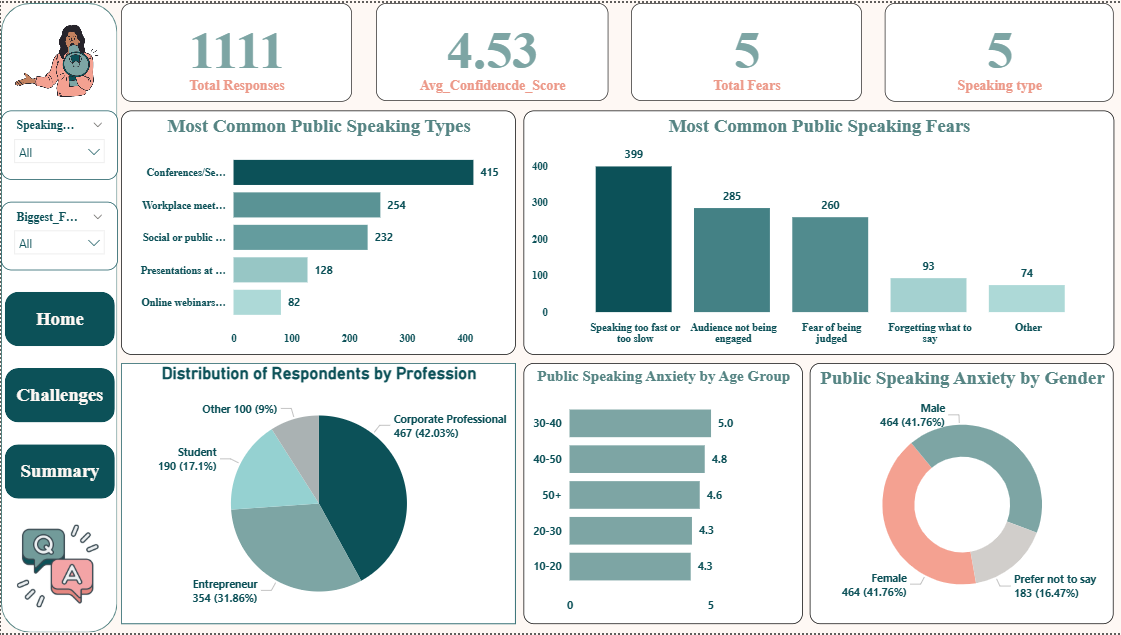 1111
Total Responses
4.53
Avg_Confidencde_Score
5
Total Fears
5
Speaking type
Speaking...
All
Biggest_F...
All
Home
Challenges
Summary
Q
A
Most Common Public Speaking Types
Conferences/Se... 415
Workplace meet... 254
Social or public ... 232
Presentations at ... 128
Online webinars... 82
0 100 200 300 400
Most Common Public Speaking Fears
400
300
200
100
0
399
285
260
93
74
Speaking too fast or
too slow
Audience not being
engaged
Fear of being
judged
Forgetting what to
say
Other
Distribution of Respondents by Profession
Other 100 (9%)
Corporate Professional
467 (42.03%)
Student
190 (17.1%)
Entrepreneur
354 (31.86%)
Public Speaking Anxiety by Age Group
30-40 5.0
40-50 4.8
50+ 4.6
20-30 4.3
10-20 4.3
0 5
Public Speaking Anxiety by Gender
Male
464 (41.76%)
Female
464 (41.76%)
Prefer not to say
183 (16.47%)